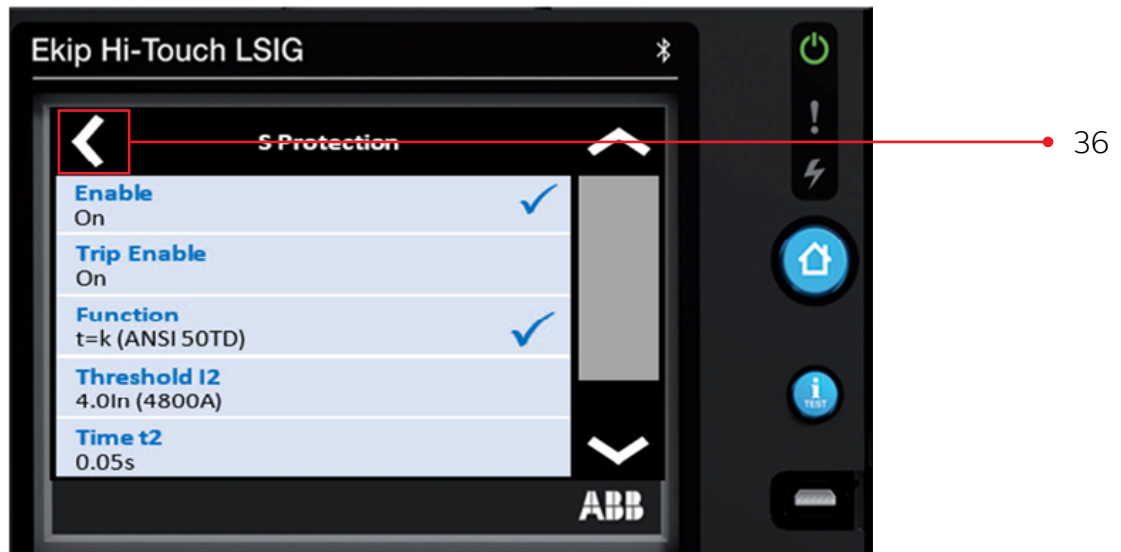 Ekip Hi-Touch LSIG
S Protection
36
Enable
On
Trip Enable
On
Function
t=k (ANSI 50TD)
Threshold I2
4.0In (4800A)
Time t2
0.05s
i
TEST
ABB